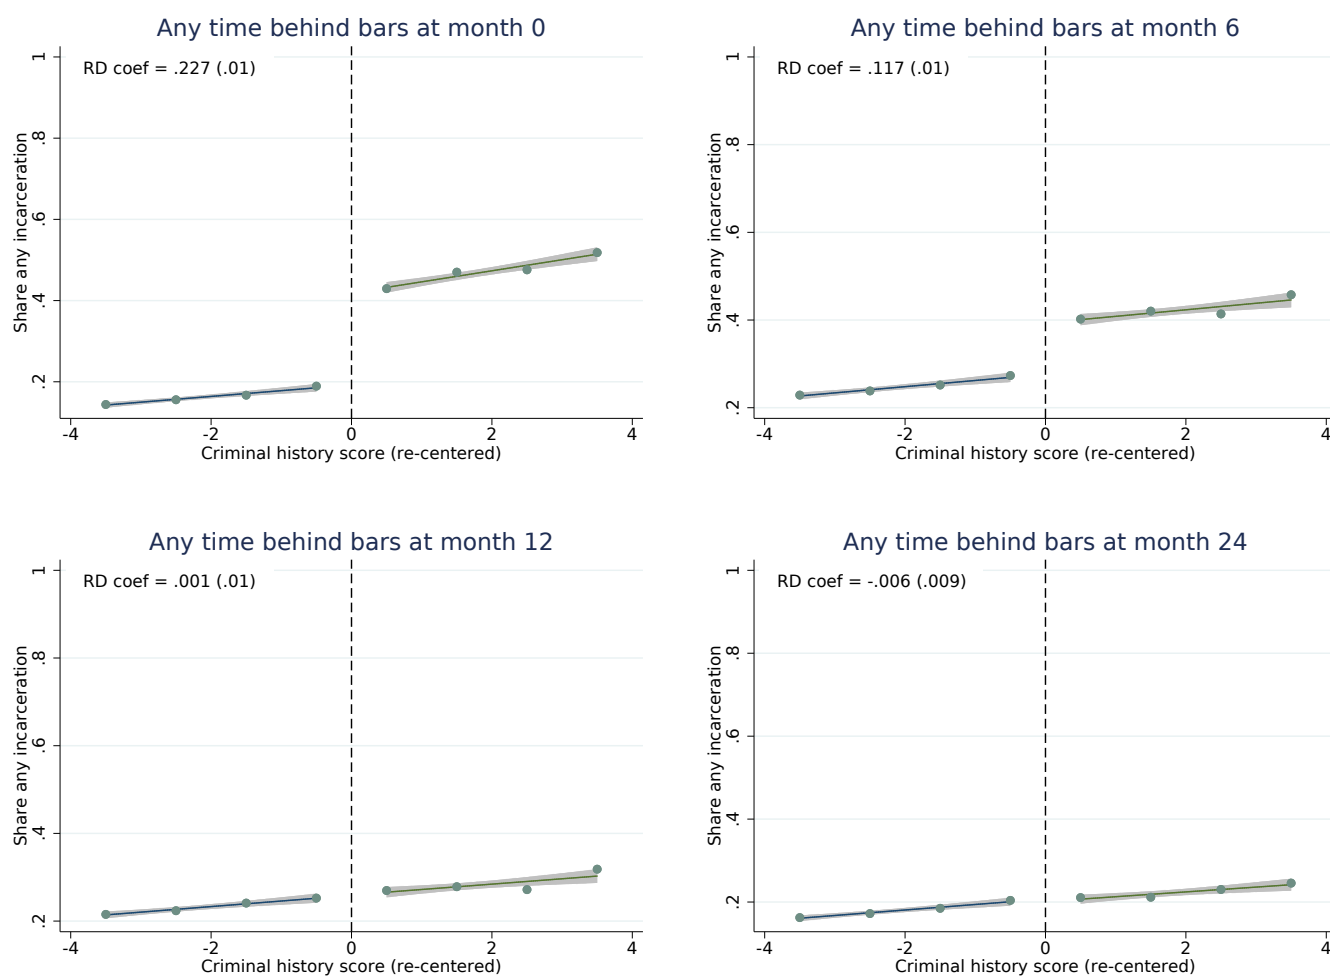 Any time behind bars at month 0
RD coef = .227 (.01)
Share any incarceration
1
.8
.6
.4
.2
-4
-2
0
2
4
Criminal history score (re-centered)
Any time behind bars at month 6
RD coef = .117 (.01)
Share any incarceration
1
.8
.6
.4
.2
-4
-2
0
2
4
Criminal history score (re-centered)
Any time behind bars at month 12
RD coef = .001 (.01)
Share any incarceration
1
.8
.6
.4
.2
-4
-2
0
2
4
Criminal history score (re-centered)
Any time behind bars at month 24
RD coef = -.006 (.009)
Share any incarceration
1
.8
.6
.4
.2
-4
-2
0
2
4
Criminal history score (re-centered)